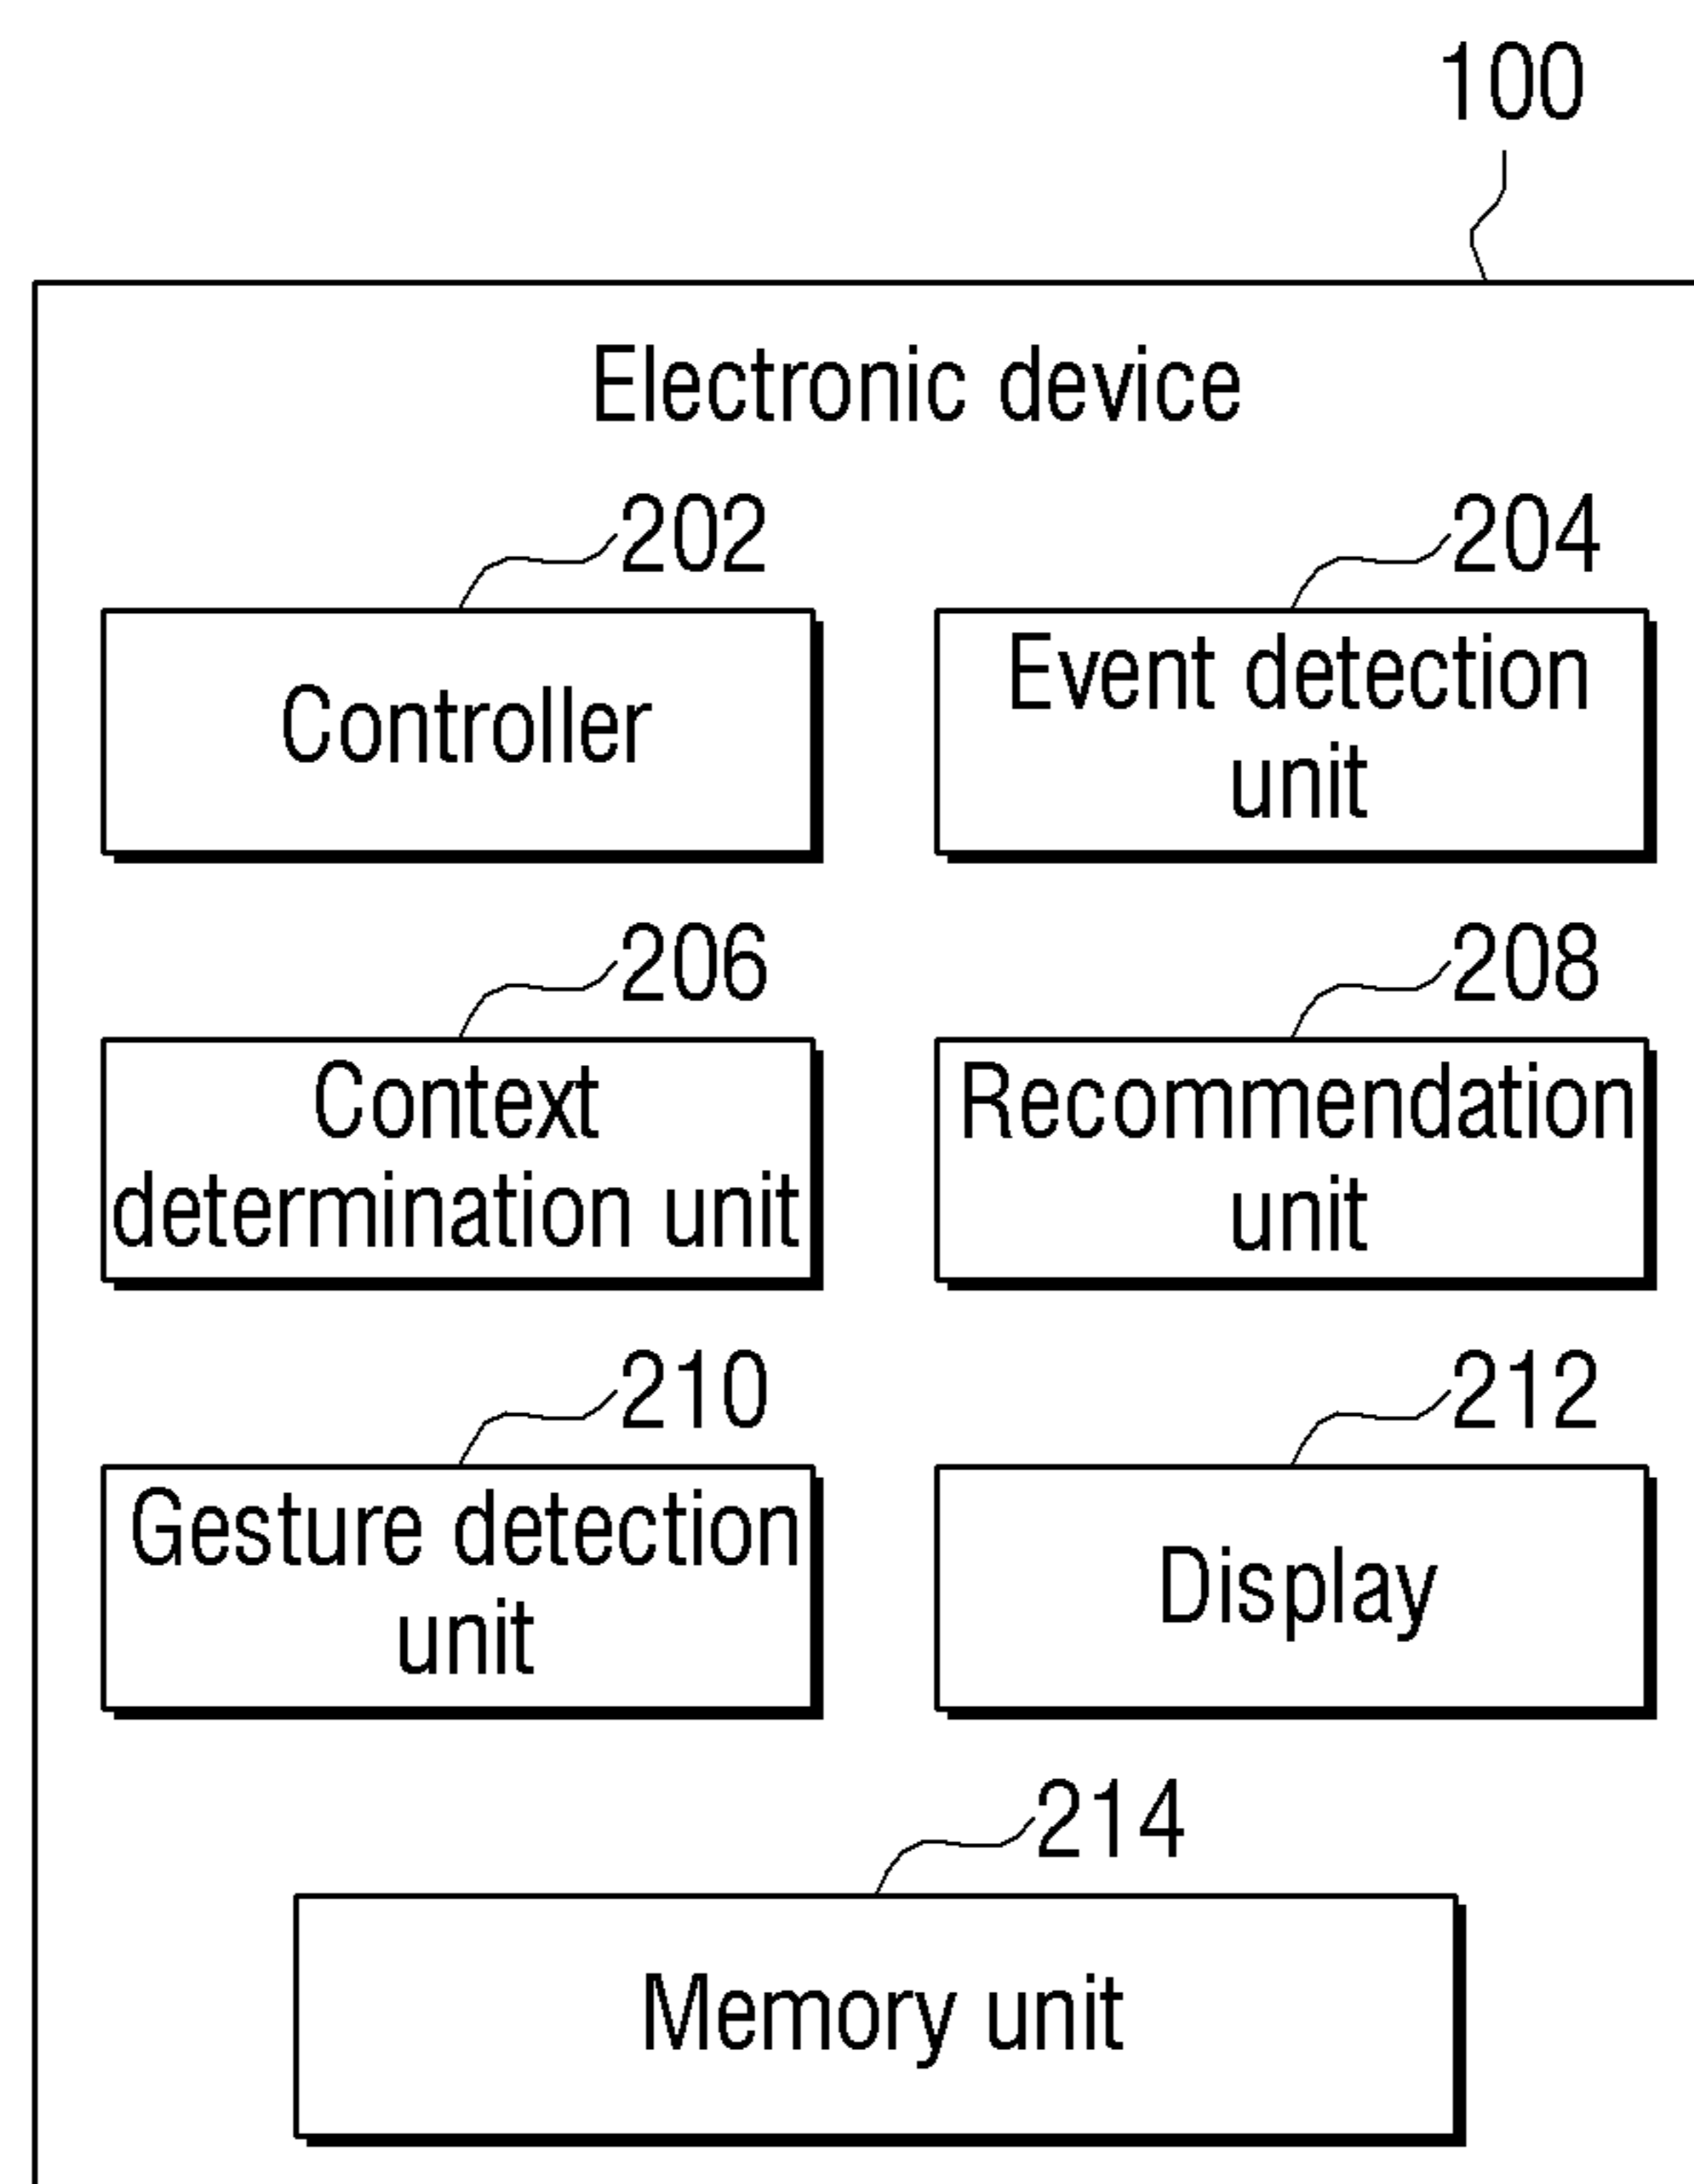 100
Electronic device
202
204
Controller
Event detection
unit
206
208
Context
determination unit
Recommendation
unit
210
212
Gesture detection
unit
Display
214
Memory unit